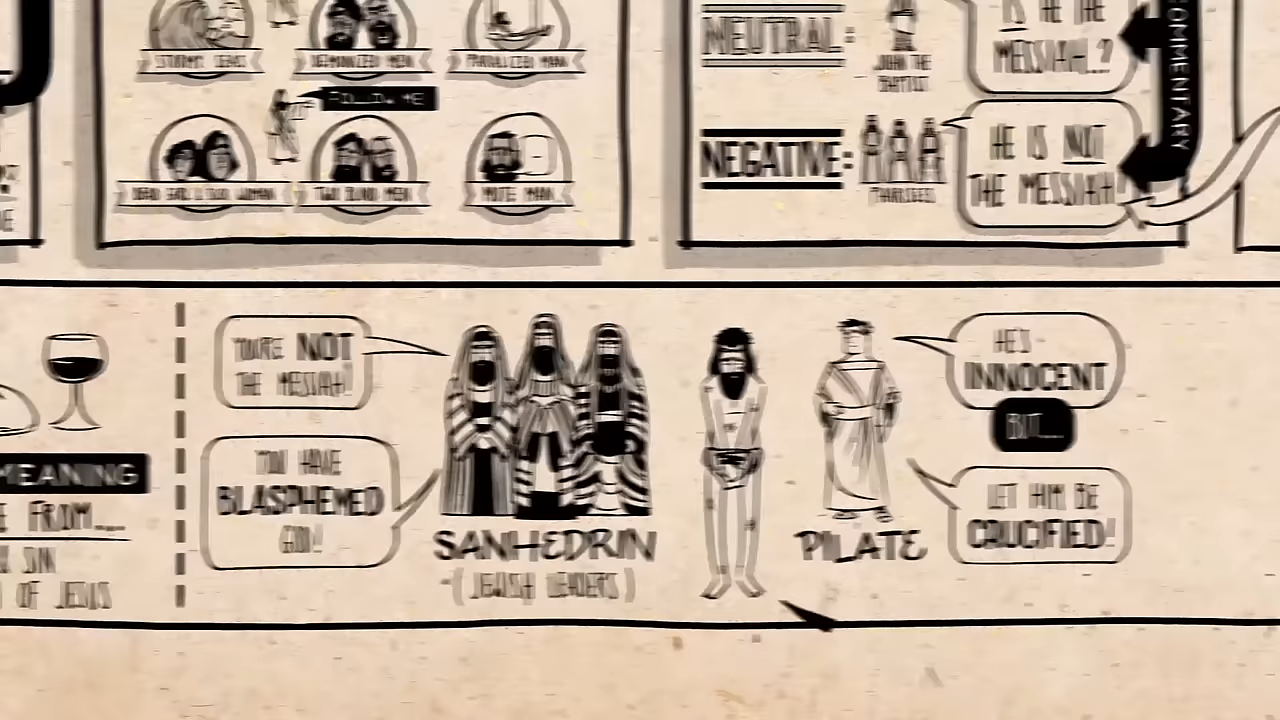 STORMY SEAS
DEMONIZED MEN
PARALIZED MAN
FOLLOW ME
DEAD GIRL & SICK WOMAN
TWO BLIND MEN
MUTE MAN
NEUTRAL:
JOHN THE
BAPTIST
IS HE THE
MESSIAH..?
COMMENTARY
NEGATIVE:
PHARISEES
HE IS NOT
THE MESSIAH
MEANING
FROM...
SIN
OF JESUS
YOU'RE NOT
THE MESSIAH!
YOU HAVE
BLASPHEMED
GOD!
SANHEDRIN
(JEWISH LEADERS)
PILATE
HE'S
INNOCENT
BUT...
LET HIM BE
CRUCIFIED!